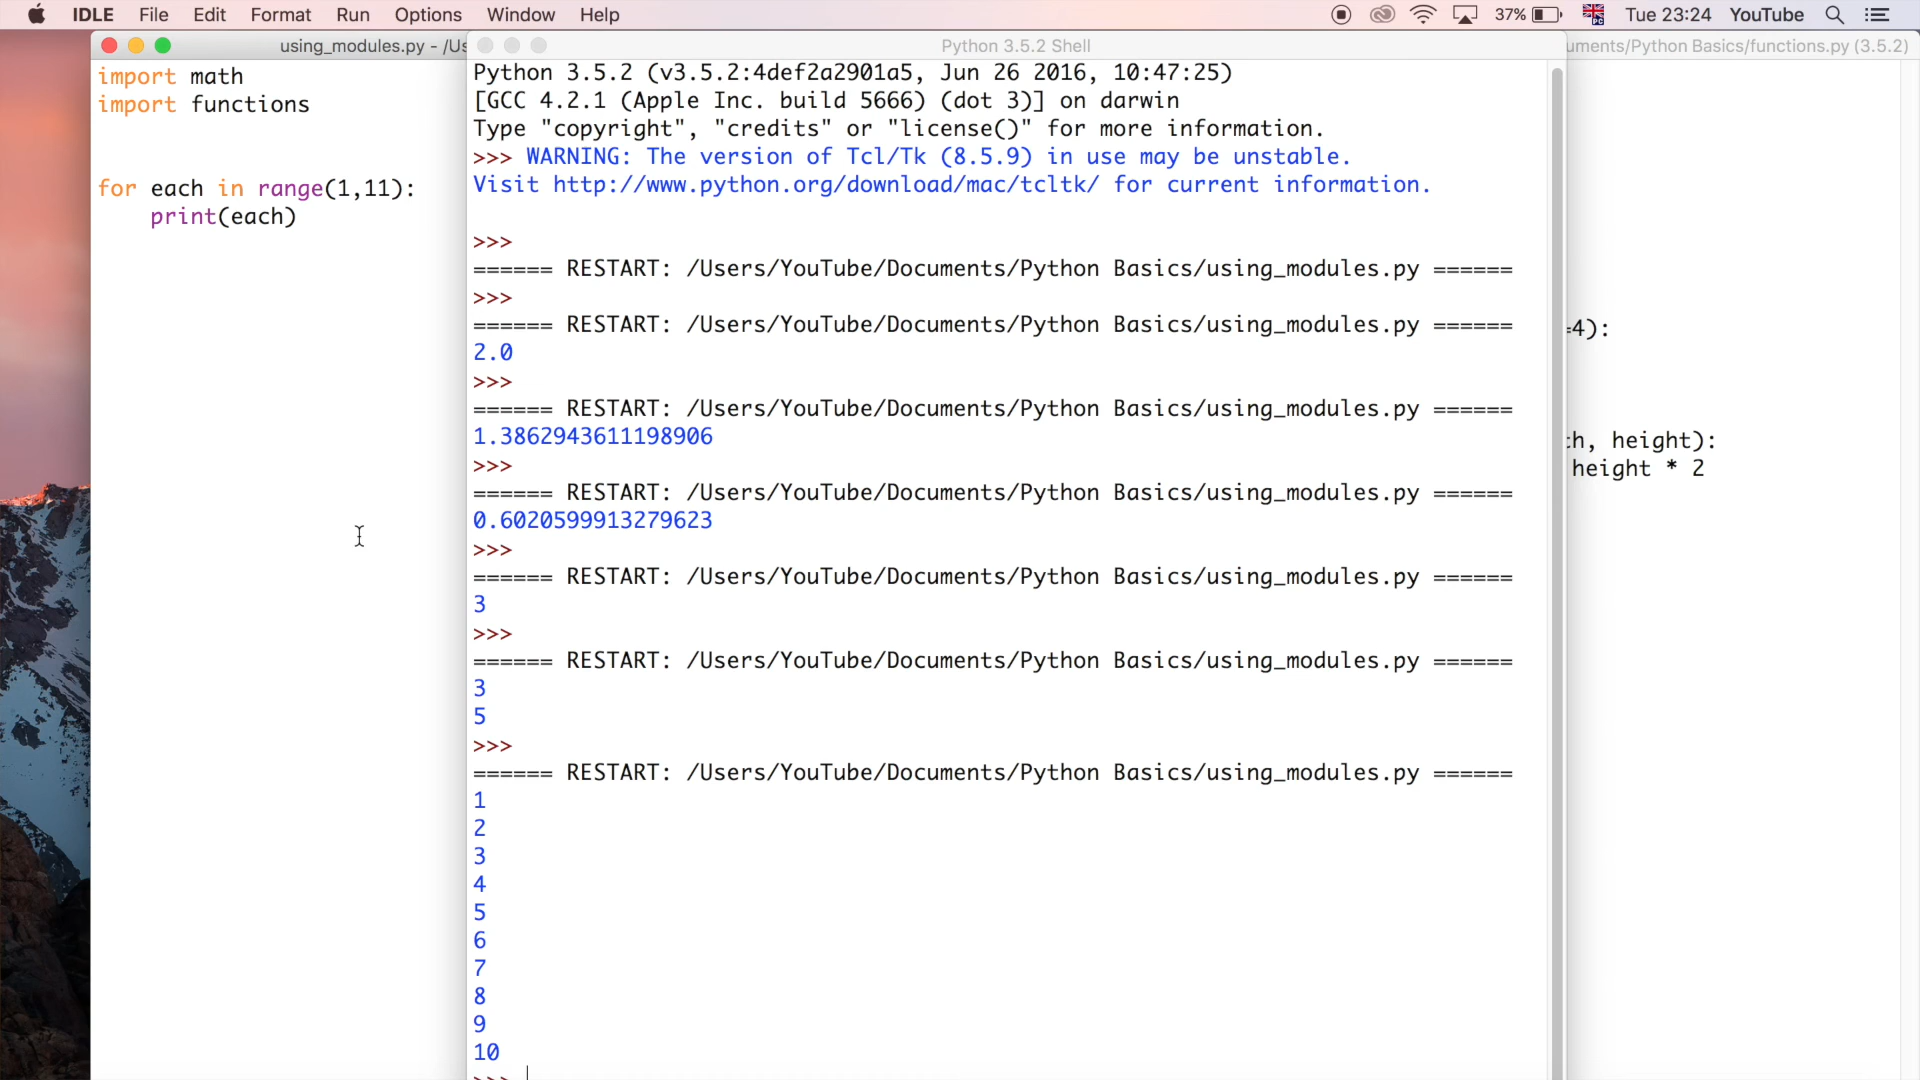 IDLE File Edit Format Run Options Window Help 37% Tue 23:24 YouTube
using_modules.py - /Us
import math
import functions
for each in range(1,11):
    print(each)
Python 3.5.2 Shell
Python 3.5.2 (v3.5.2:4def2a2901a5, Jun 26 2016, 10:47:25)
[GCC 4.2.1 (Apple Inc. build 5666) (dot 3)] on darwin
Type "copyright", "credits" or "license()" for more information.
>>> WARNING: The version of Tcl/Tk (8.5.9) in use may be unstable.
Visit http://www.python.org/download/mac/tcltk/ for current information.
>>>
====== RESTART: /Users/YouTube/Documents/Python Basics/using_modules.py ======
>>>
====== RESTART: /Users/YouTube/Documents/Python Basics/using_modules.py ======
2.0
>>>
====== RESTART: /Users/YouTube/Documents/Python Basics/using_modules.py ======
1.3862943611198906
>>>
====== RESTART: /Users/YouTube/Documents/Python Basics/using_modules.py ======
0.6020599913279623
>>>
====== RESTART: /Users/YouTube/Documents/Python Basics/using_modules.py ======
3
>>>
====== RESTART: /Users/YouTube/Documents/Python Basics/using_modules.py ======
3
5
>>>
====== RESTART: /Users/YouTube/Documents/Python Basics/using_modules.py ======
1
2
3
4
5
6
7
8
9
10
>>>
uments/Python Basics/functions.py (3.5.2)
=4):
th, height):
height * 2